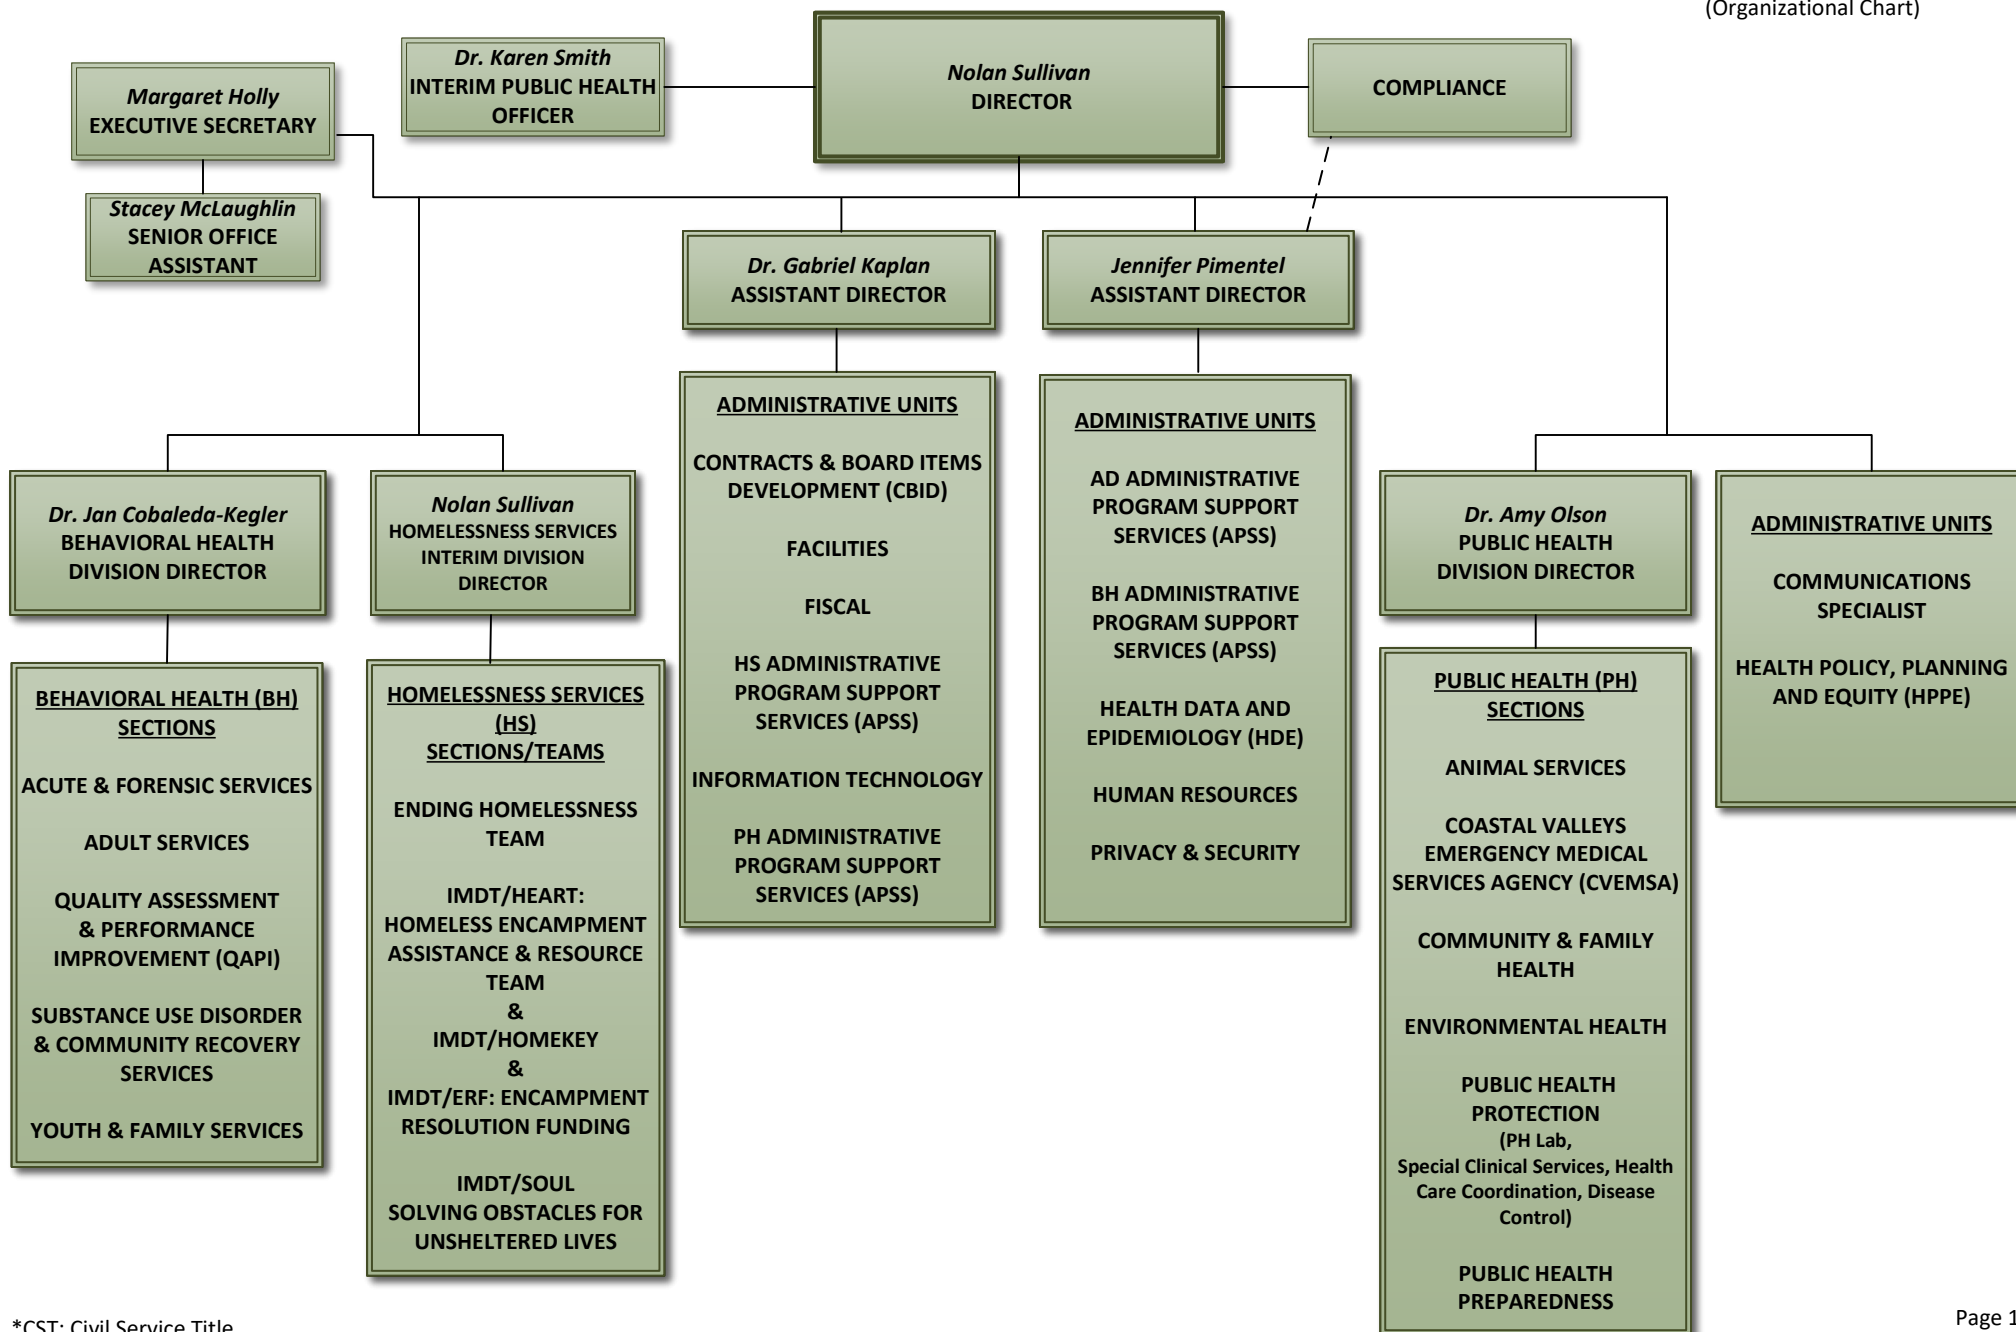 (Organizational Chart)
Dr. Karen Smith
INTERIM PUBLIC HEALTH
OFFICER
Nolan Sullivan
DIRECTOR
COMPLIANCE
Margaret Holly
EXECUTIVE SECRETARY
Stacey McLaughlin
SENIOR OFFICE
ASSISTANT
Dr. Gabriel Kaplan
ASSISTANT DIRECTOR
Jennifer Pimentel
ASSISTANT DIRECTOR
Dr. Jan Cobaleda-Kegler
BEHAVIORAL HEALTH
DIVISION DIRECTOR
BEHAVIORAL HEALTH (BH)
SECTIONS
ACUTE & FORENSIC SERVICES
ADULT SERVICES
QUALITY ASSESSMENT
& PERFORMANCE
IMPROVEMENT (QAPI)
SUBSTANCE USE DISORDER
& COMMUNITY RECOVERY
SERVICES
YOUTH & FAMILY SERVICES
Nolan Sullivan
HOMELESSNESS SERVICES
INTERIM DIVISION
DIRECTOR
HOMELESSNESS SERVICES
(HS)
SECTIONS/TEAMS
ENDING HOMELESSNESS
TEAM
IMDT/HEART:
HOMELESS ENCAMPMENT
ASSISTANCE & RESOURCE
TEAM
&
IMDT/HOMEKEY
&
IMDT/ERF: ENCAMPMENT
RESOLUTION FUNDING
IMDT/SOUL
SOLVING OBSTACLES FOR
UNSHELTERED LIVES
ADMINISTRATIVE UNITS
CONTRACTS & BOARD ITEMS
DEVELOPMENT (CBID)
FACILITIES
FISCAL
HS ADMINISTRATIVE
PROGRAM SUPPORT
SERVICES (APSS)
INFORMATION TECHNOLOGY
PH ADMINISTRATIVE
PROGRAM SUPPORT
SERVICES (APSS)
ADMINISTRATIVE UNITS
AD ADMINISTRATIVE
PROGRAM SUPPORT
SERVICES (APSS)
BH ADMINISTRATIVE
PROGRAM SUPPORT
SERVICES (APSS)
HEALTH DATA AND
EPIDEMIOLOGY (HDE)
HUMAN RESOURCES
PRIVACY & SECURITY
Dr. Amy Olson
PUBLIC HEALTH
DIVISION DIRECTOR
PUBLIC HEALTH (PH)
SECTIONS
ANIMAL SERVICES
COASTAL VALLEYS
EMERGENCY MEDICAL
SERVICES AGENCY (CVEMSA)
COMMUNITY & FAMILY
HEALTH
ENVIRONMENTAL HEALTH
PUBLIC HEALTH
PROTECTION
(PH Lab,
Special Clinical Services, Health
Care Coordination, Disease
Control)
PUBLIC HEALTH
PREPAREDNESS
ADMINISTRATIVE UNITS
COMMUNICATIONS
SPECIALIST
HEALTH POLICY, PLANNING
AND EQUITY (HPPE)
*CST: Civil Service Title
Page 1